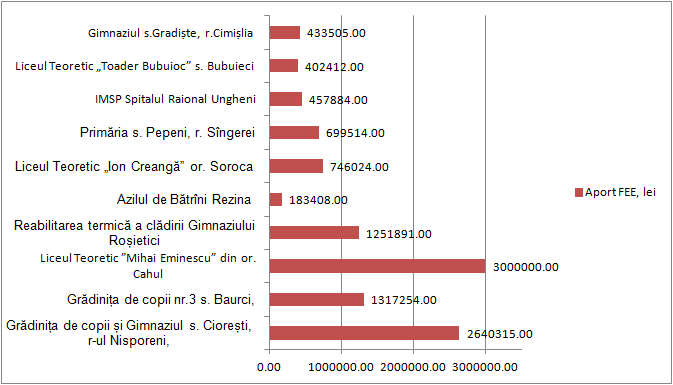 Gimnaziul s.Gradiște, r.Cimișlia
433505.00
Liceul Teoretic „Toader Bubuioc” s. Bubuieci
402412.00
IMSP Spitalul Raional Ungheni
457884.00
Primăria s. Pepeni, r. Sîngerei
699514.00
Liceul Teoretic „Ion Creangă” or. Soroca
746024.00
Azilul de Bătrîni Rezina
183408.00
Reabilitarea termică a clădirii Gimnaziului
Roșietici
1251891.00
Liceul Teoretic ”Mihai Eminescu” din or.
Cahul
3000000.00
Grădinița de copii nr.3 s. Baurci,
1317254.00
Grădinița de copii și Gimnaziul s. Ciorești,
r-ul Nisporeni,
2640315.00
Aport FEE, lei
0.00 1000000.00 2000000.00 3000000.00